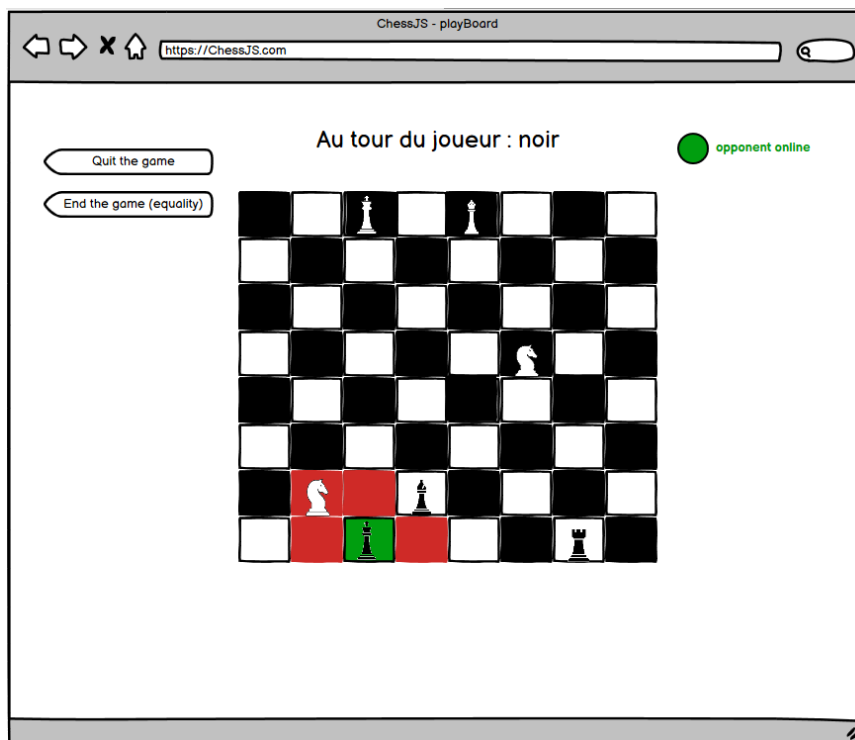 ChessJS - playBoard
https://ChessJS.com
Au tour du joueur : noir
opponent online
Quit the game
End the game (equality)